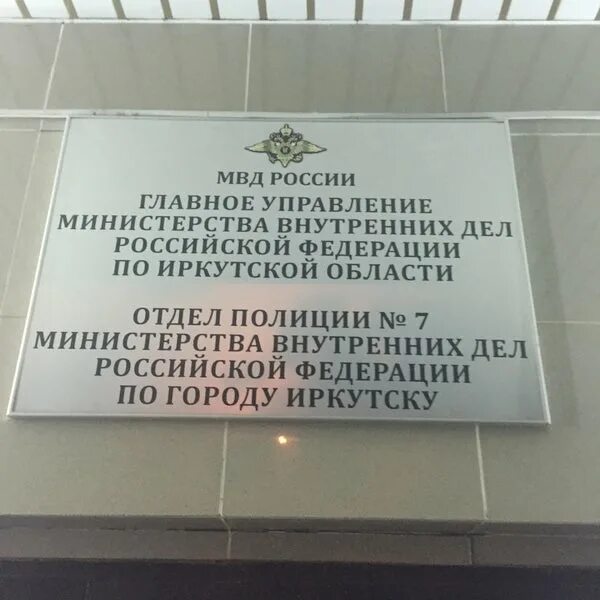 МВД РОССИИ
ГЛАВНОЕ УПРАВЛЕНИЕ
МИНИСТЕРСТВА ВНУТРЕННИХ ДЕЛ
РОССИЙСКОЙ ФЕДЕРАЦИИ
ПО ИРКУТСКОЙ ОБЛАСТИ
ОТДЕЛ ПОЛИЦИИ № 7
МИНИСТЕРСТВА ВНУТРЕННИХ ДЕЛ
РОССИЙСКОЙ ФЕДЕРАЦИИ
ПО ГОРОДУ ИРКУТСКУ